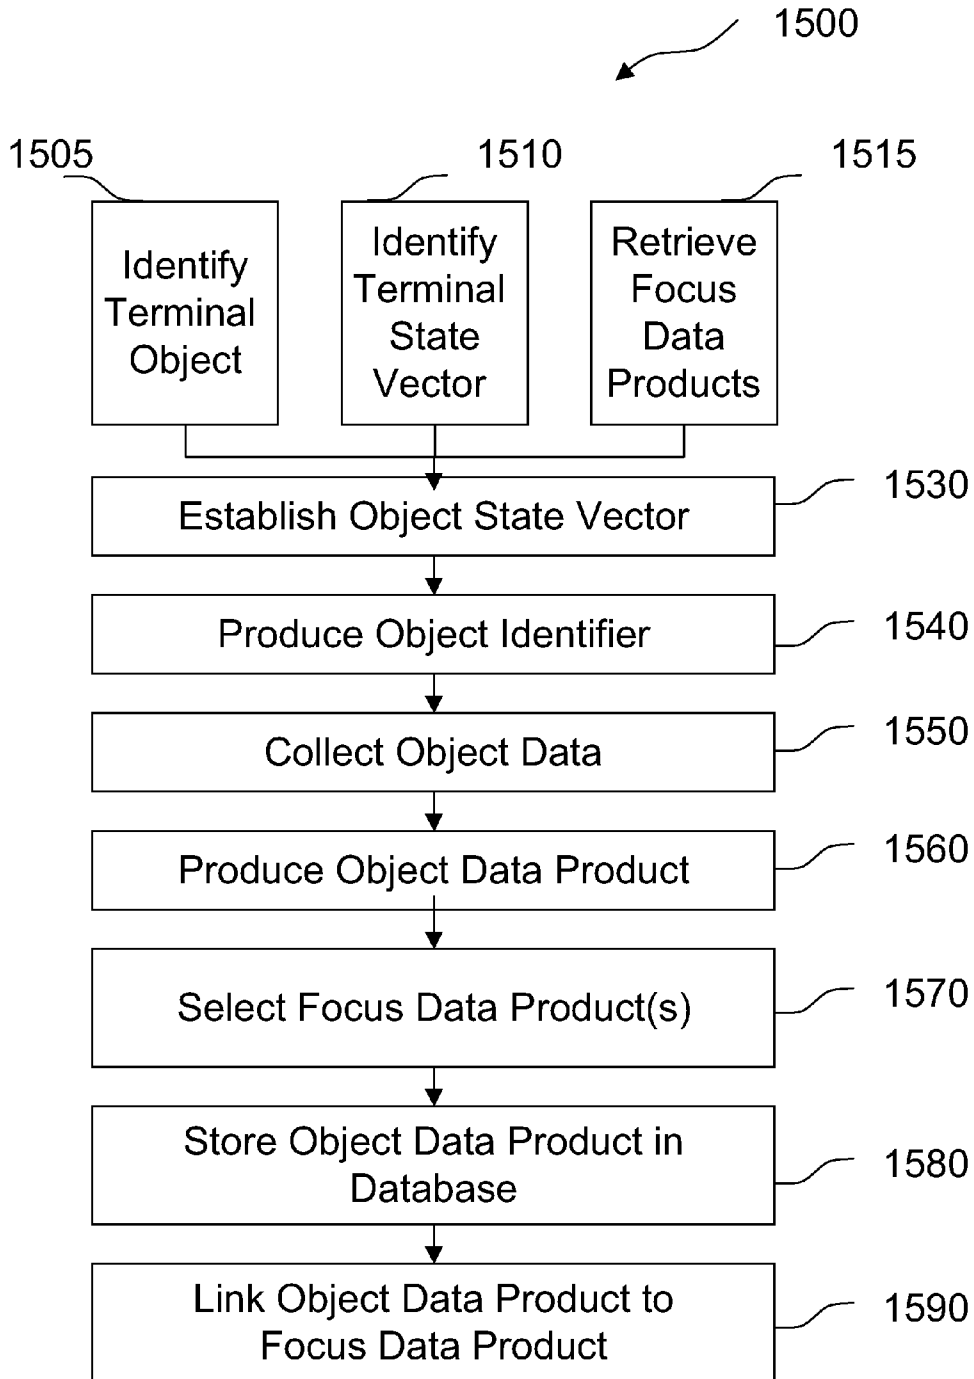 1500
1505
1510
1515
Identify
Terminal
Object
Identify
Terminal
State
Vector
Retrieve
Focus
Data
Products
Establish Object State Vector
1530
Produce Object Identifier
1540
Collect Object Data
1550
Produce Object Data Product
1560
Select Focus Data Product(s)
1570
Store Object Data Product in
Database
1580
Link Object Data Product to
Focus Data Product
1590